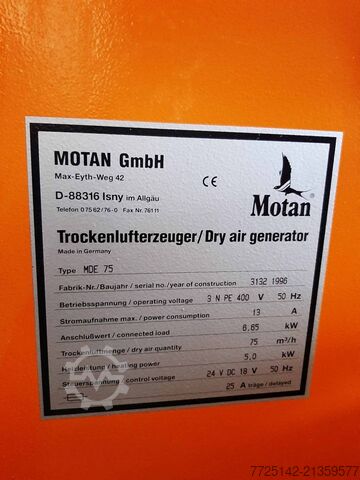 MOTAN GmbH
Max-Eyth-Weg 42
D-88316 Isny im Allgäu
Telefon 0 75 62/76-0 Fax Nr. 76111
CE
Motan
Trockenlufterzeuger/Dry air generator
Made in Germany
Type MDE 75
Fabrik-Nr./Baujahr / serial no./year of construction 3132 1996
Betriebsspannung / operating voltage 3 N PE 400 V 50 Hz
Stromaufnahme max. / power consumption 13 A
Anschlußwert / connected load 6,65 kW
Trockenluftmenge / dry air quantity 75 m³/h
Heizleistung / heating power 5,0 kW
Steuerspannung / control voltage 24 V DC 18 V 50 Hz
25 A träge / delayed
7725142-21359577